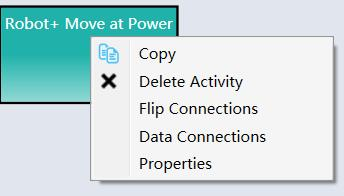 Robot+ Move at Power
Copy
Delete Activity
Flip Connections
Data Connections
Properties